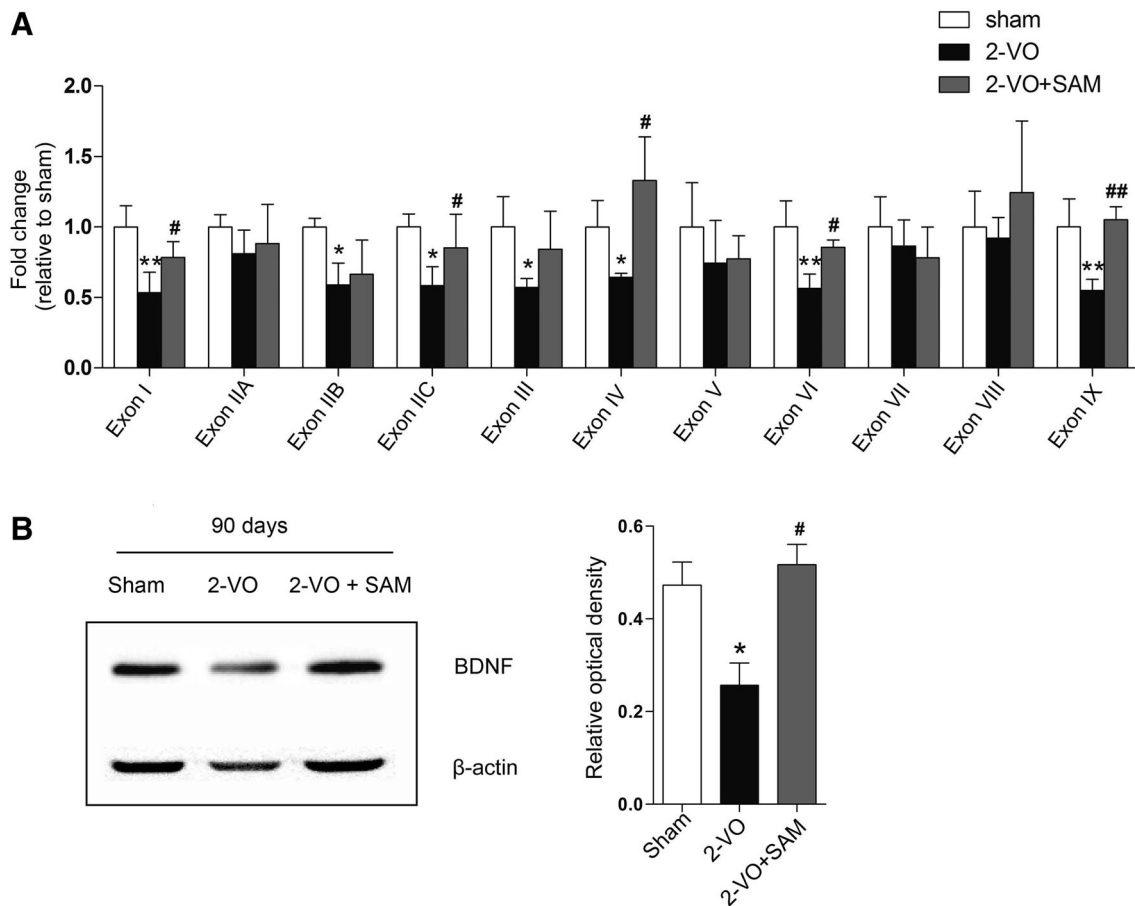 A
sham
2-VO
2-VO+SAM
Fold change
(relative to sham)
2.0
1.5
1.0
0.5
0.0
** # * * # * * # ** # ** ##
Exon I
Exon IIA
Exon IIB
Exon IIC
Exon III
Exon IV
Exon V
Exon VI
Exon VII
Exon VIII
Exon IX
B
90 days
Sham 2-VO 2-VO + SAM
BDNF
β-actin
Relative optical density
0.6
0.4
0.2
0.0
* #
Sham
2-VO
2-VO+SAM